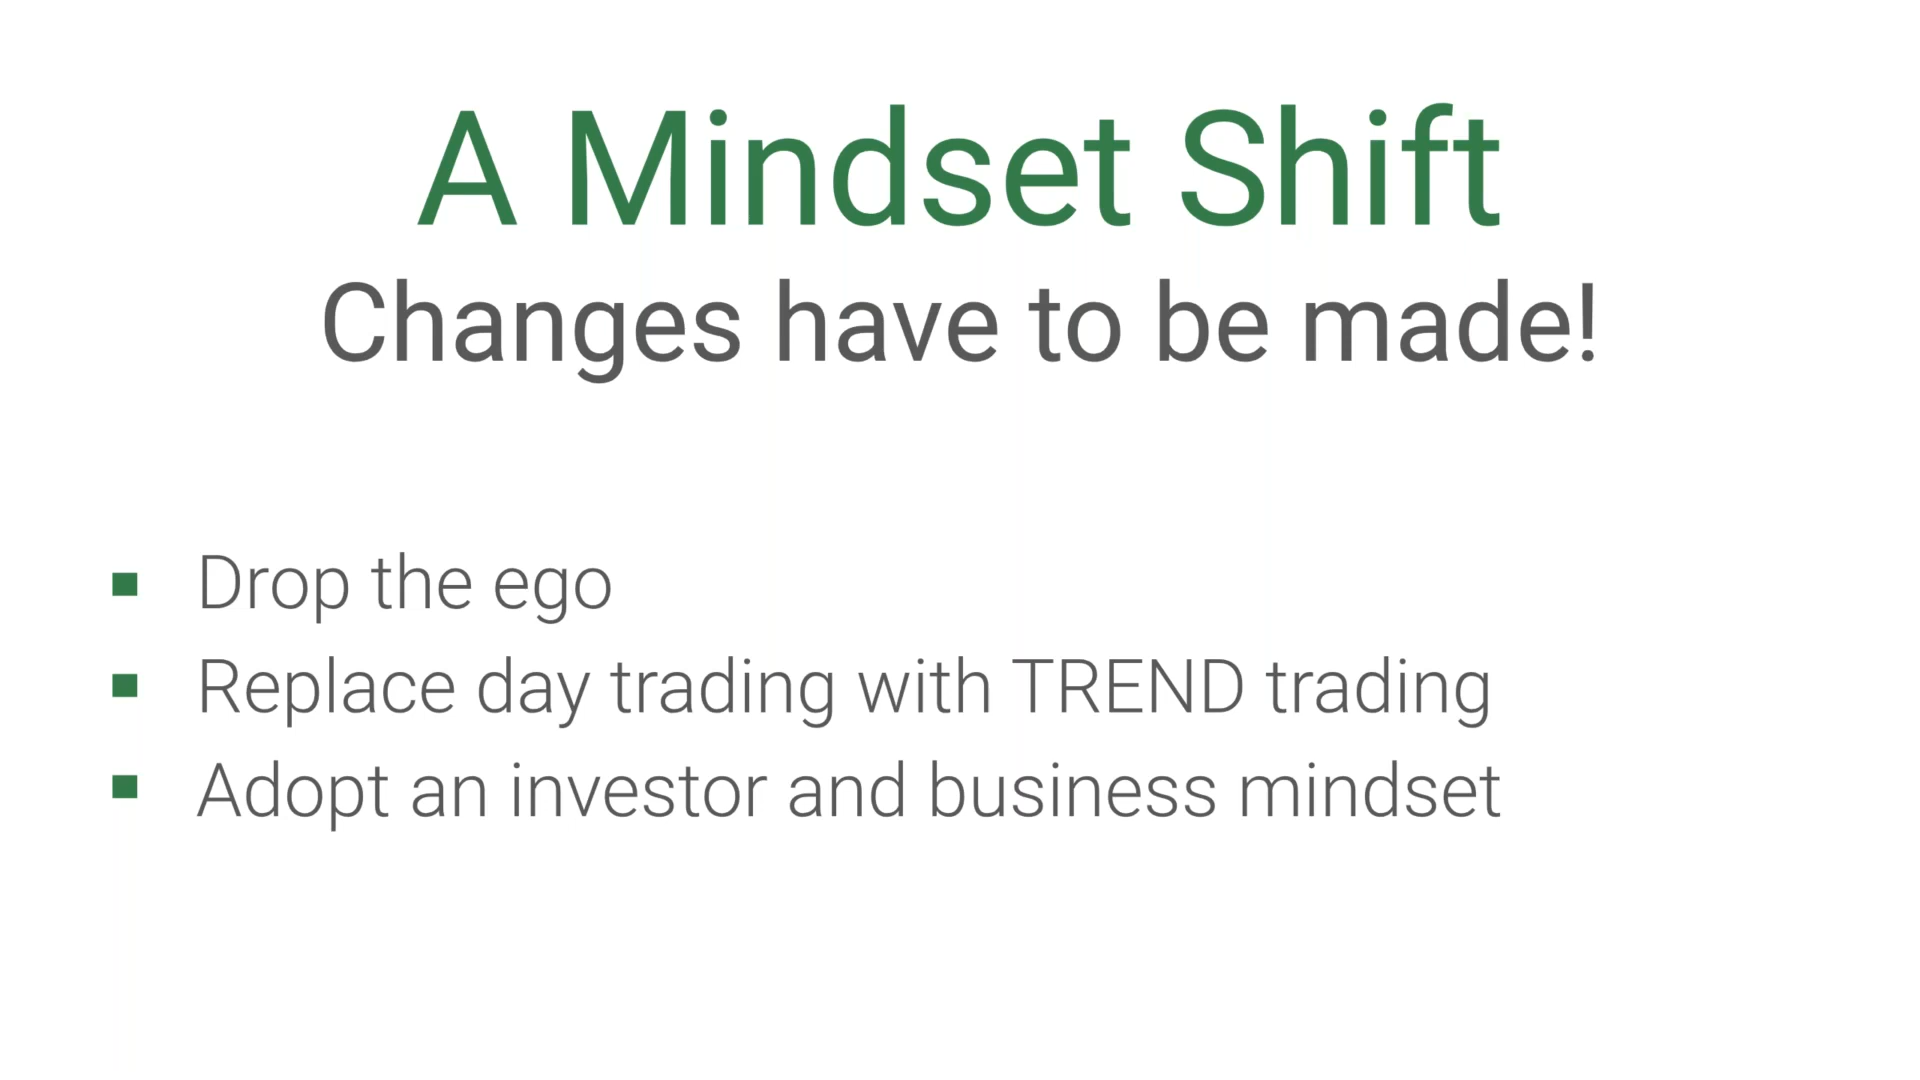 A Mindset Shift
Changes have to be made!
Drop the ego
Replace day trading with TREND trading
Adopt an investor and business mindset